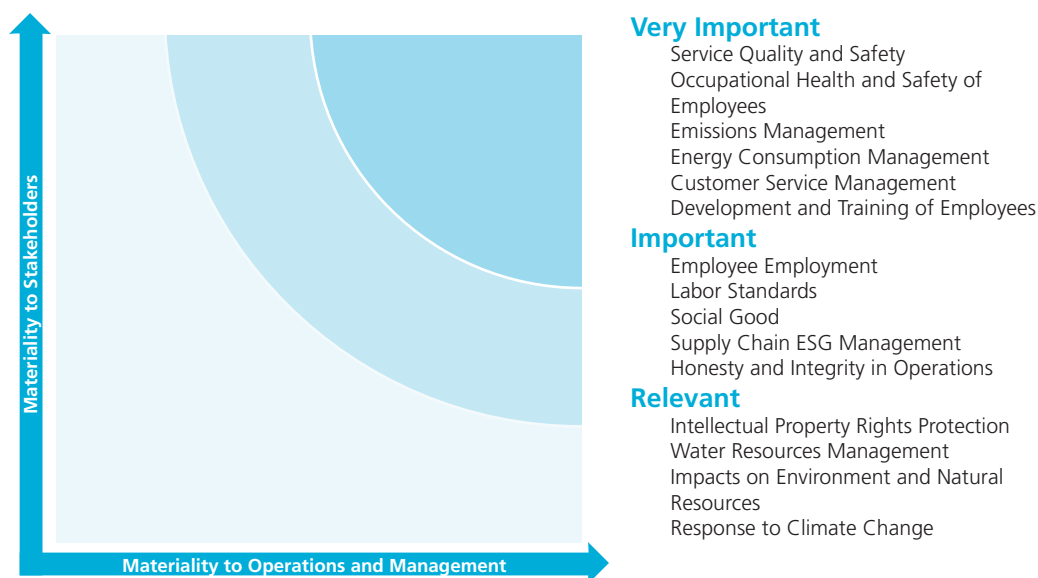 Materiality to Stakeholders
Materiality to Operations and Management
Very Important
Service Quality and Safety
Occupational Health and Safety of
Employees
Emissions Management
Energy Consumption Management
Customer Service Management
Development and Training of Employees
Important
Employee Employment
Labor Standards
Social Good
Supply Chain ESG Management
Honesty and Integrity in Operations
Relevant
Intellectual Property Rights Protection
Water Resources Management
Impacts on Environment and Natural
Resources
Response to Climate Change